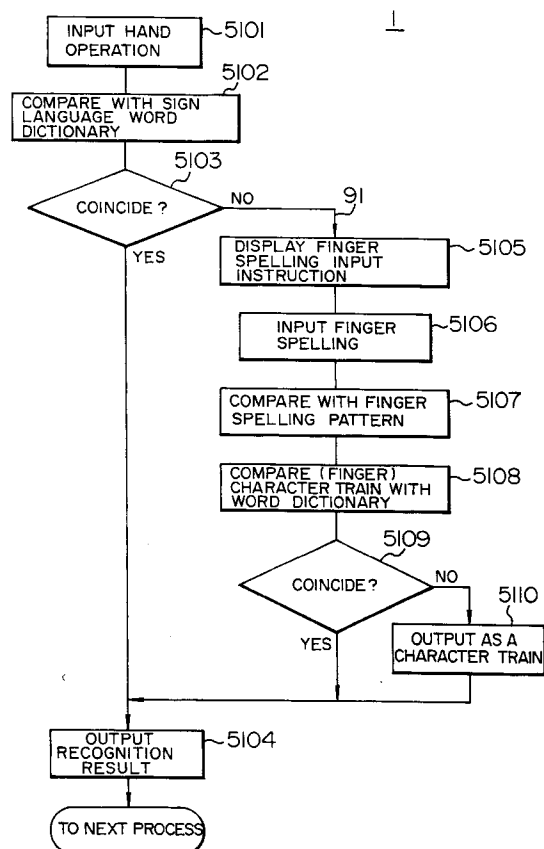 1
INPUT HAND
OPERATION
5101
5102
COMPARE WITH SIGN
LANGUAGE WORD
DICTIONARY
5103
COINCIDE?
NO
YES
91
DISPLAY FINGER
SPELLING INPUT
INSTRUCTION
5105
INPUT FINGER
SPELLING
5106
COMPARE WITH FINGER
SPELLING PATTERN
5107
COMPARE (FINGER)
CHARACTER TRAIN WITH
WORD DICTIONARY
5108
5109
COINCIDE?
NO
YES
5110
OUTPUT AS A
CHARACTER TRAIN
OUTPUT
RECOGNITION
RESULT
5104
TO NEXT PROCESS